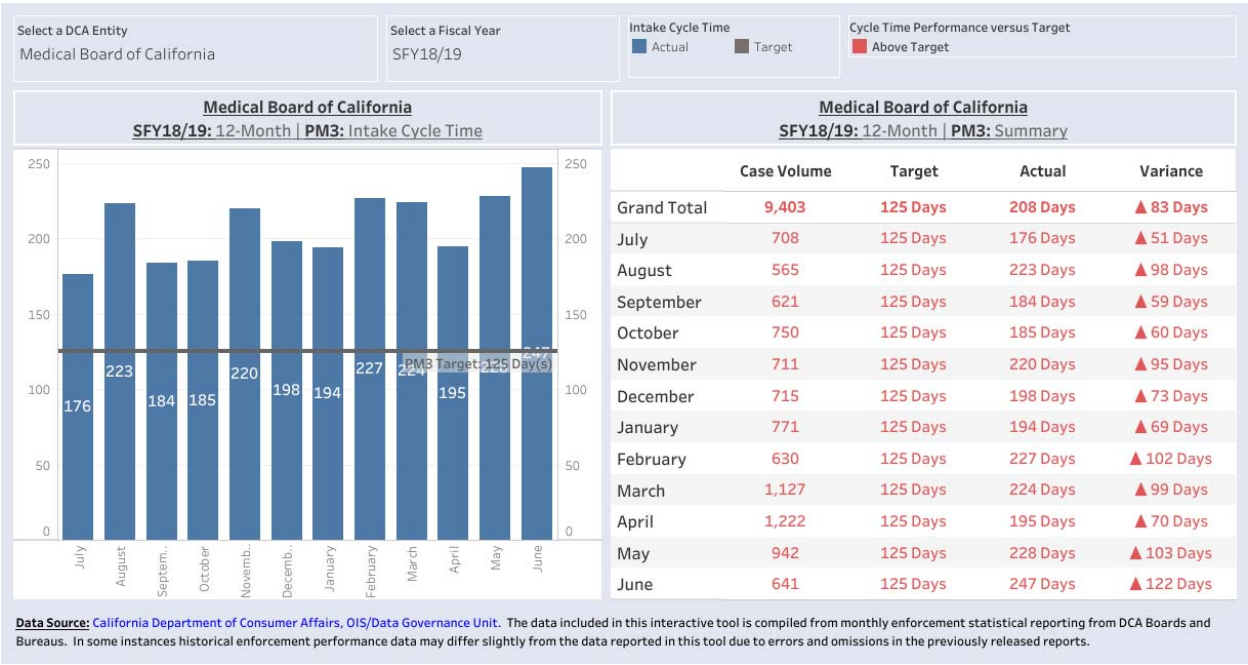 Select a DCA Entity
Medical Board of California
Select a Fiscal Year
SFY18/19
Intake Cycle Time
Actual
Target
Cycle Time Performance versus Target
Above Target
Medical Board of California
SFY18/19: 12-Month | PM3: Intake Cycle Time
250
200
150
100
50
0
250
200
150
100
50
0
176
223
184
185
220
198
194
227
224
195
228
247
PM3 Target: 125 Day(s)
July
August
Septem..
October
Novemb..
Decemb..
January
February
March
April
May
June
Medical Board of California
SFY18/19: 12-Month | PM3: Summary
Case Volume Target Actual Variance
Grand Total 9,403 125 Days 208 Days ▲ 83 Days
July 708 125 Days 176 Days ▲ 51 Days
August 565 125 Days 223 Days ▲ 98 Days
September 621 125 Days 184 Days ▲ 59 Days
October 750 125 Days 185 Days ▲ 60 Days
November 711 125 Days 220 Days ▲ 95 Days
December 715 125 Days 198 Days ▲ 73 Days
January 771 125 Days 194 Days ▲ 69 Days
February 630 125 Days 227 Days ▲ 102 Days
March 1,127 125 Days 224 Days ▲ 99 Days
April 1,222 125 Days 195 Days ▲ 70 Days
May 942 125 Days 228 Days ▲ 103 Days
June 641 125 Days 247 Days ▲ 122 Days
Data Source: California Department of Consumer Affairs, OIS/Data Governance Unit. The data included in this interactive tool is compiled from monthly enforcement statistical reporting from DCA Boards and
Bureaus. In some instances historical enforcement performance data may differ slightly from the data reported in this tool due to errors and omissions in the previously released reports.